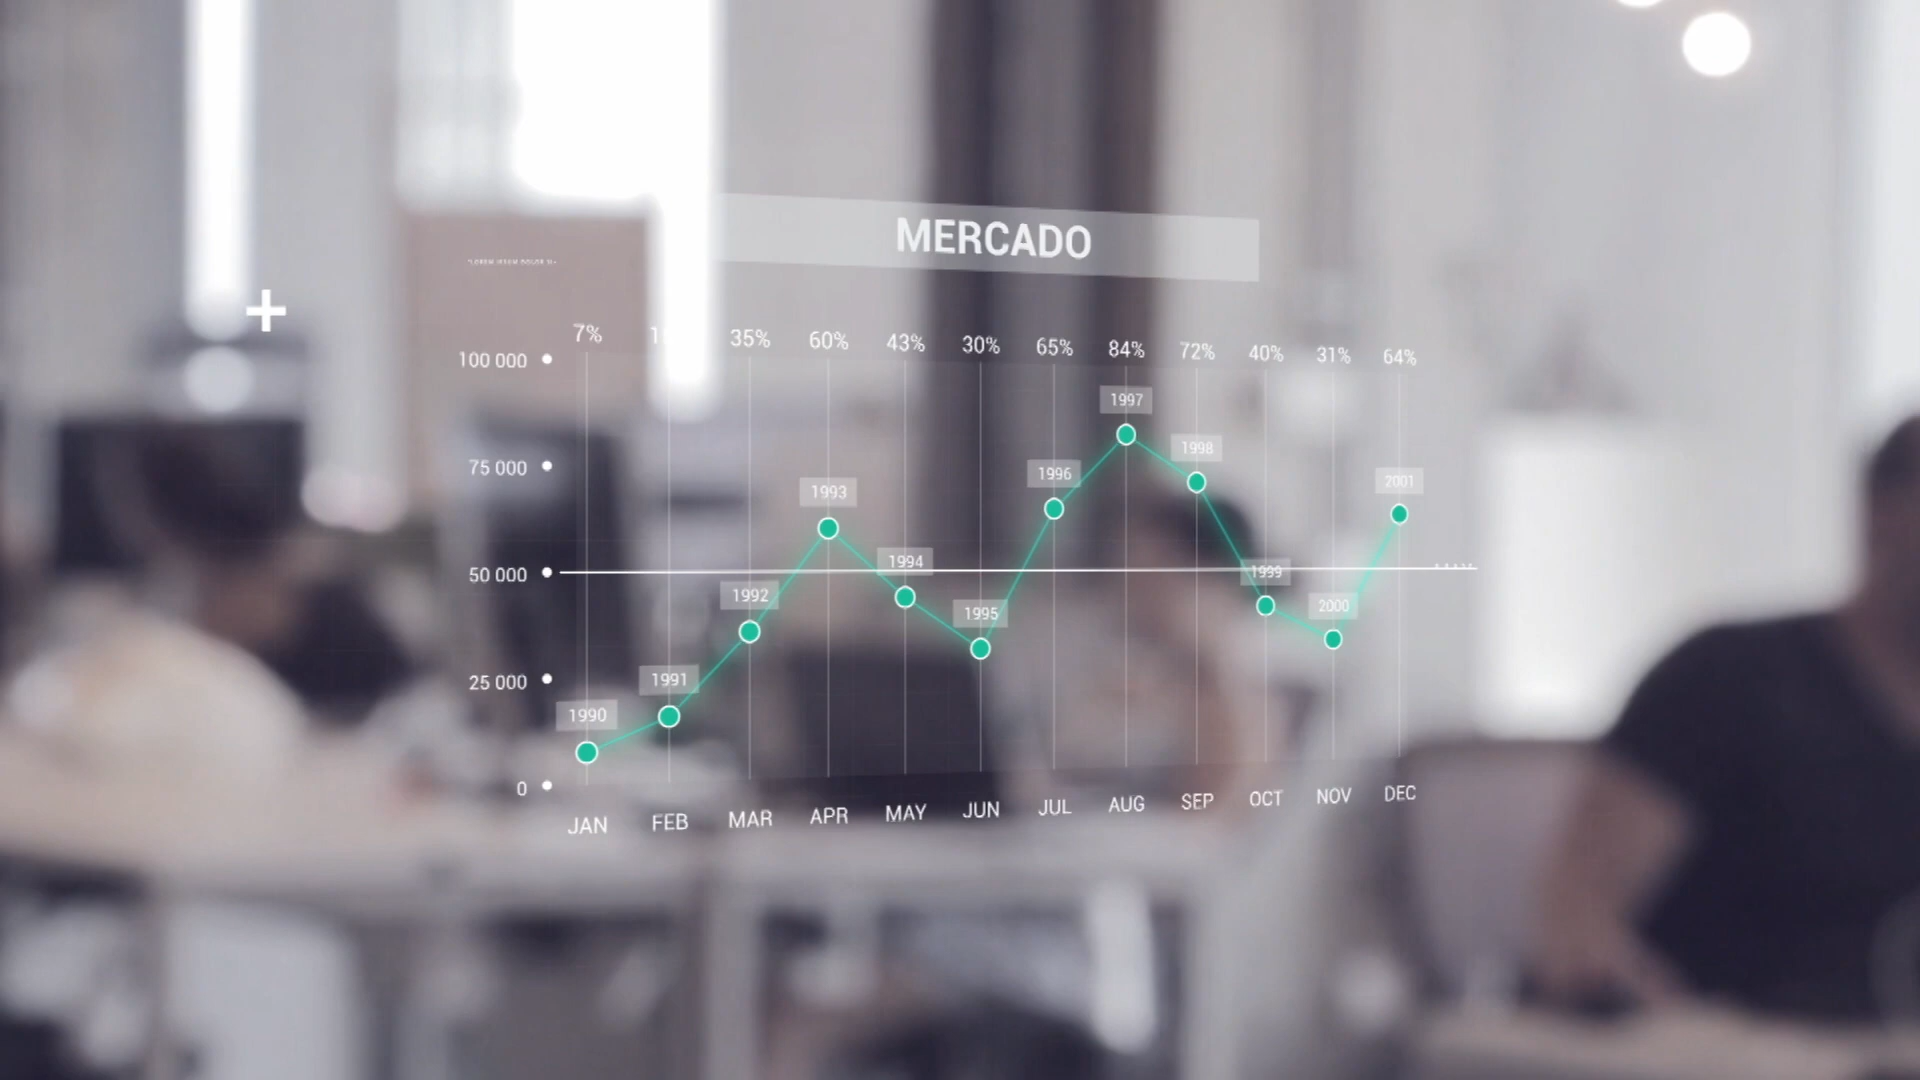 MERCADO
7% 35% 60% 43% 30% 65% 84% 72% 40% 31% 64%
100 000
75 000
50 000
25 000
0
1990 1991 1992 1993 1994 1995 1996 1997 1998 1999 2000 2001
JAN FEB MAR APR MAY JUN JUL AUG SEP OCT NOV DEC